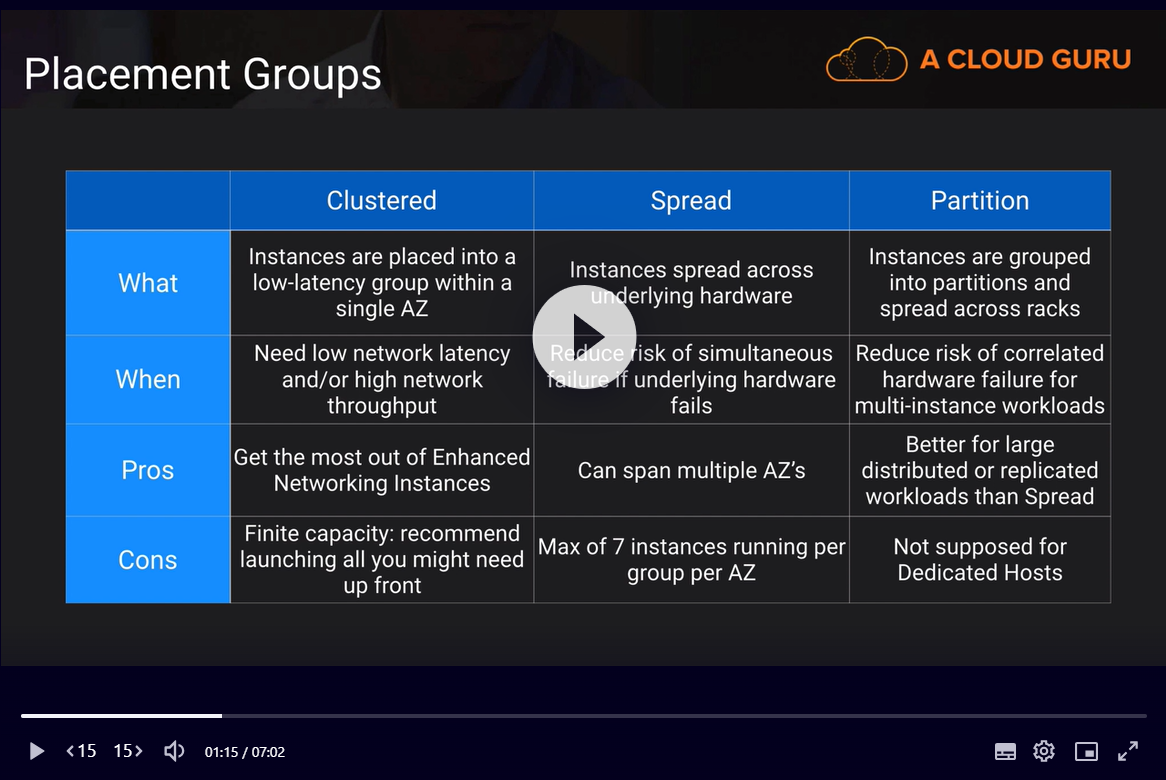 Placement Groups
A CLOUD GURU
Clustered
Spread
Partition
What
Instances are placed into a
low-latency group within a
single AZ
Instances spread across
underlying hardware
Instances are grouped
into partitions and
spread across racks
When
Need low network latency
and/or high network
throughput
Reduce risk of simultaneous
failure if underlying hardware
fails
Reduce risk of correlated
hardware failure for
multi-instance workloads
Pros
Get the most out of Enhanced
Networking Instances
Can span multiple AZ’s
Better for large
distributed or replicated
workloads than Spread
Cons
Finite capacity: recommend
launching all you might need
up front
Max of 7 instances running per
group per AZ
Not supposed for
Dedicated Hosts
<15 15> 01:15 / 07:02